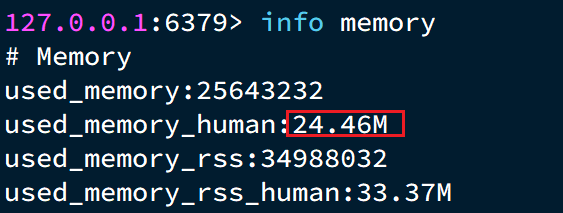 127.0.0.1:6379> info memory
# Memory
used_memory:25643232
used_memory_human:24.46M
used_memory_rss:34988032
used_memory_rss_human:33.37M